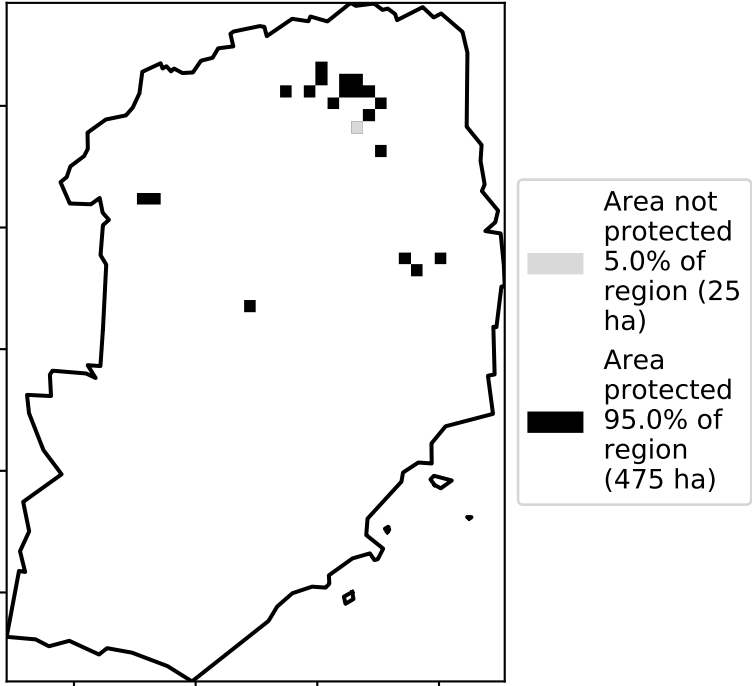 Area not
protected
5.0% of
region (25
ha)
Area
protected
95.0% of
region
(475 ha)